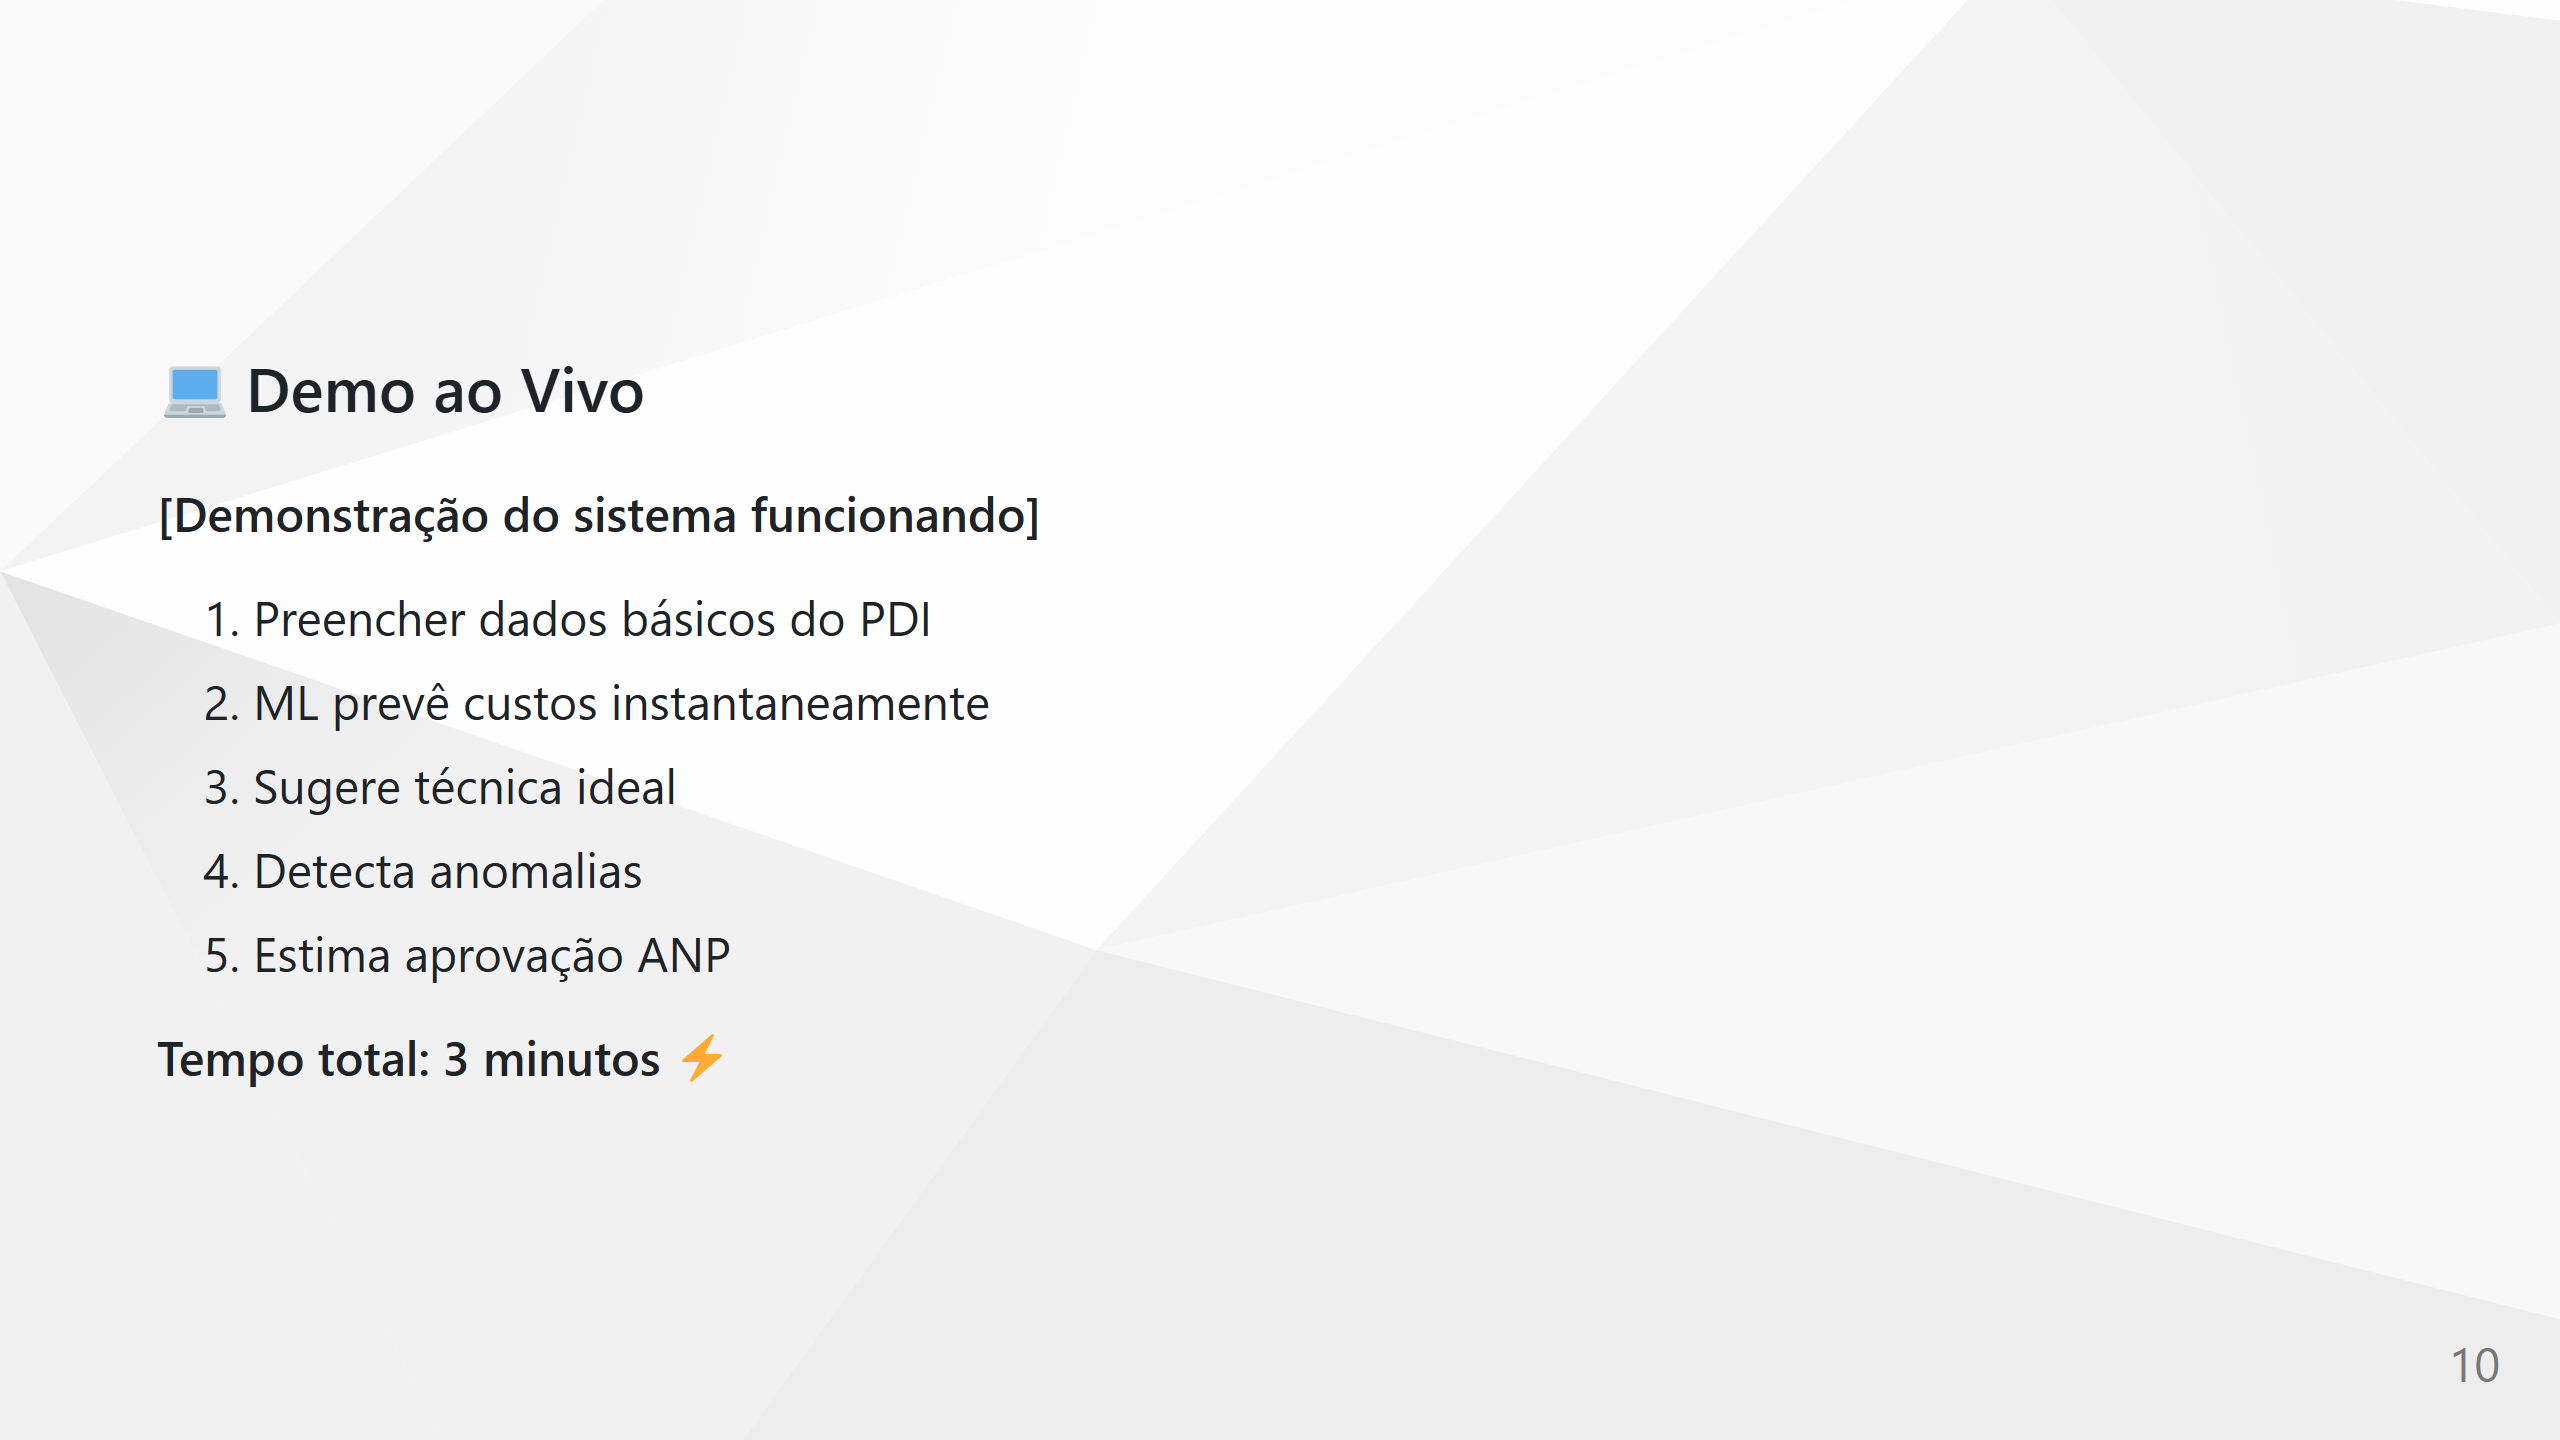 💻 Demo ao Vivo
[Demonstração do sistema funcionando]
1. Preencher dados básicos do PDI
2. ML prevê custos instantaneamente
3. Sugere técnica ideal
4. Detecta anomalias
5. Estima aprovação ANP
Tempo total: 3 minutos ⚡
10